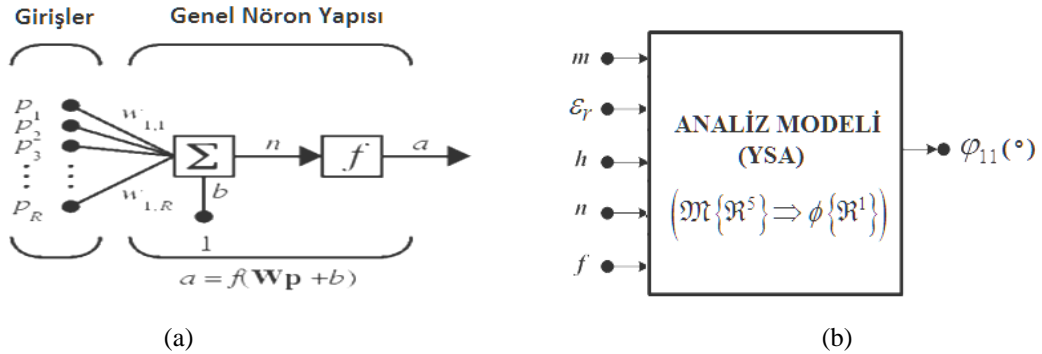 Girişler
Genel Nöron Yapısı
p1
p2
p3
⋮ ⋮
pR
w1,1
w1,R
Σ
b
1
n
f
a
a = f(Wp +b)
(a)
m
εr
h
n
f
ANALİZ MODELİ
(YSA)
(𝔐{ℜ⁵}⇒ϕ{ℜ¹})
φ11(°)
(b)